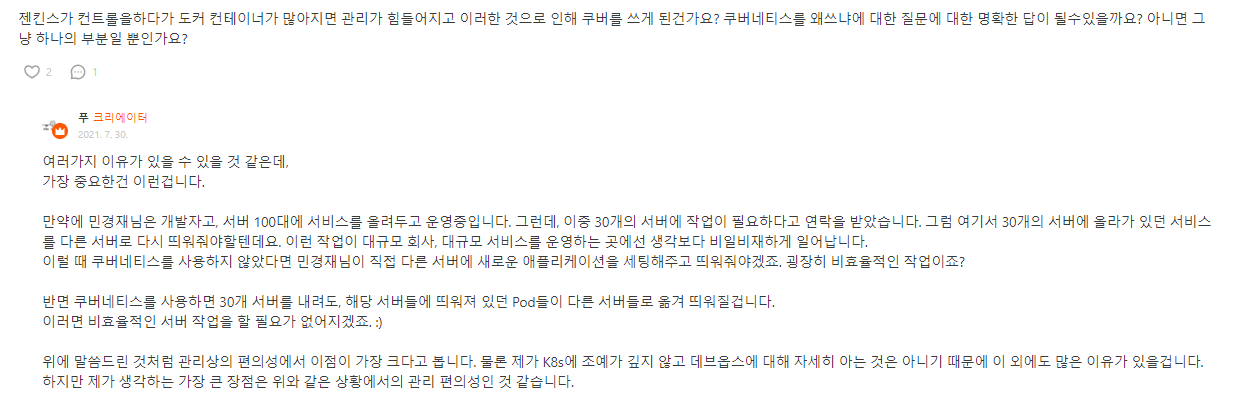 젠킨스가 컨트롤을하다가 도커 컨테이너가 많아지면 관리가 힘들어지고 이러한 것으로 인해 쿠버를 쓰게 된건가요? 쿠버네티스를 왜쓰냐에 대한 질문에 대한 명확한 답이 될수있을까요? 아니면 그
냥 하나의 부분일 뿐인가요?
2 1
푸 크리에이터
2021. 7. 30.
여러가지 이유가 있을 수 있을 것 같은데,
가장 중요한건 이런겁니다.
만약에 민경재님은 개발자고, 서버 100대에 서비스를 올려두고 운영중입니다. 그런데, 이중 30개의 서버에 작업이 필요하다고 연락을 받았습니다. 그럼 여기서 30개의 서버에 올라가 있던 서비스
를 다른 서버로 다시 띄워줘야할텐데요. 이런 작업이 대규모 회사, 대규모 서비스를 운영하는 곳에선 생각보다 비일비재하게 일어납니다.
이럴 때 쿠버네티스를 사용하지 않았다면 민경재님이 직접 다른 서버에 새로운 애플리케이션을 세팅해주고 띄워줘야겠죠. 굉장히 비효율적인 작업이죠?
반면 쿠버네티스를 사용하면 30개 서버를 내려도, 해당 서버들에 띄워져 있던 Pod들이 다른 서버들로 옮겨 띄워질겁니다.
이러면 비효율적인 서버 작업을 할 필요가 없어지겠죠. :)
위에 말씀드린 것처럼 관리상의 편의성에서 이점이 가장 크다고 봅니다. 물론 제가 K8s에 조예가 깊지 않고 데브옵스에 대해 자세히 아는 것은 아니기 때문에 이 외에도 많은 이유가 있을겁니다.
하지만 제가 생각하는 가장 큰 장점은 위와 같은 상황에서의 관리 편의성인 것 같습니다.